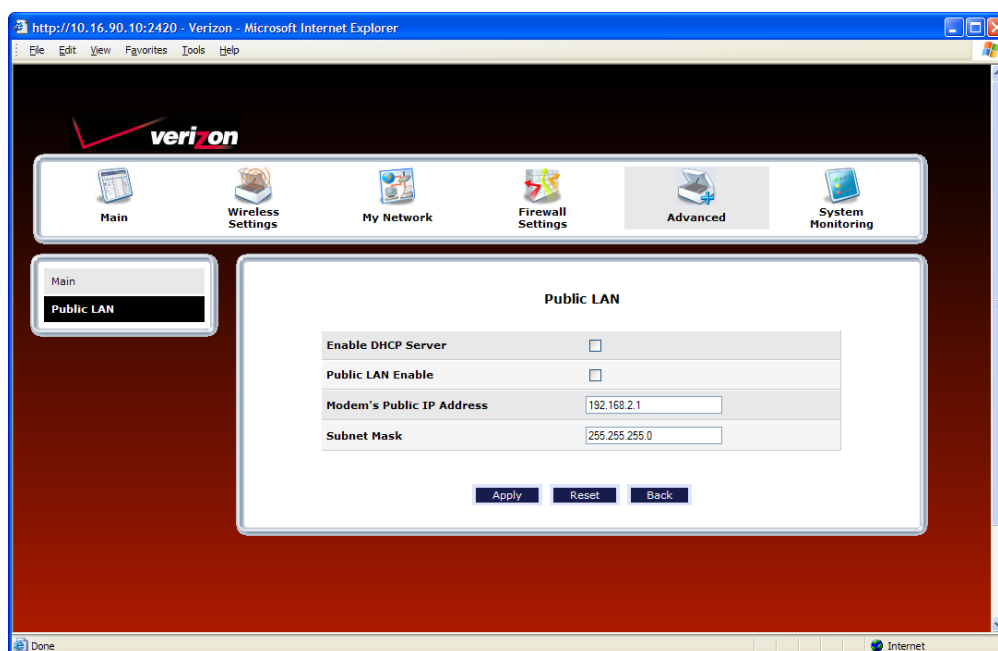 http://10.16.90.10:2420 - Verizon - Microsoft Internet Explorer
File Edit View Favorites Tools Help
verizon
Main
Wireless Settings
My Network
Firewall Settings
Advanced
System Monitoring
Main
Public LAN
Public LAN
Enable DHCP Server
Public LAN Enable
Modem's Public IP Address 192.168.2.1
Subnet Mask 255.255.255.0
Apply Reset Back
Done Internet